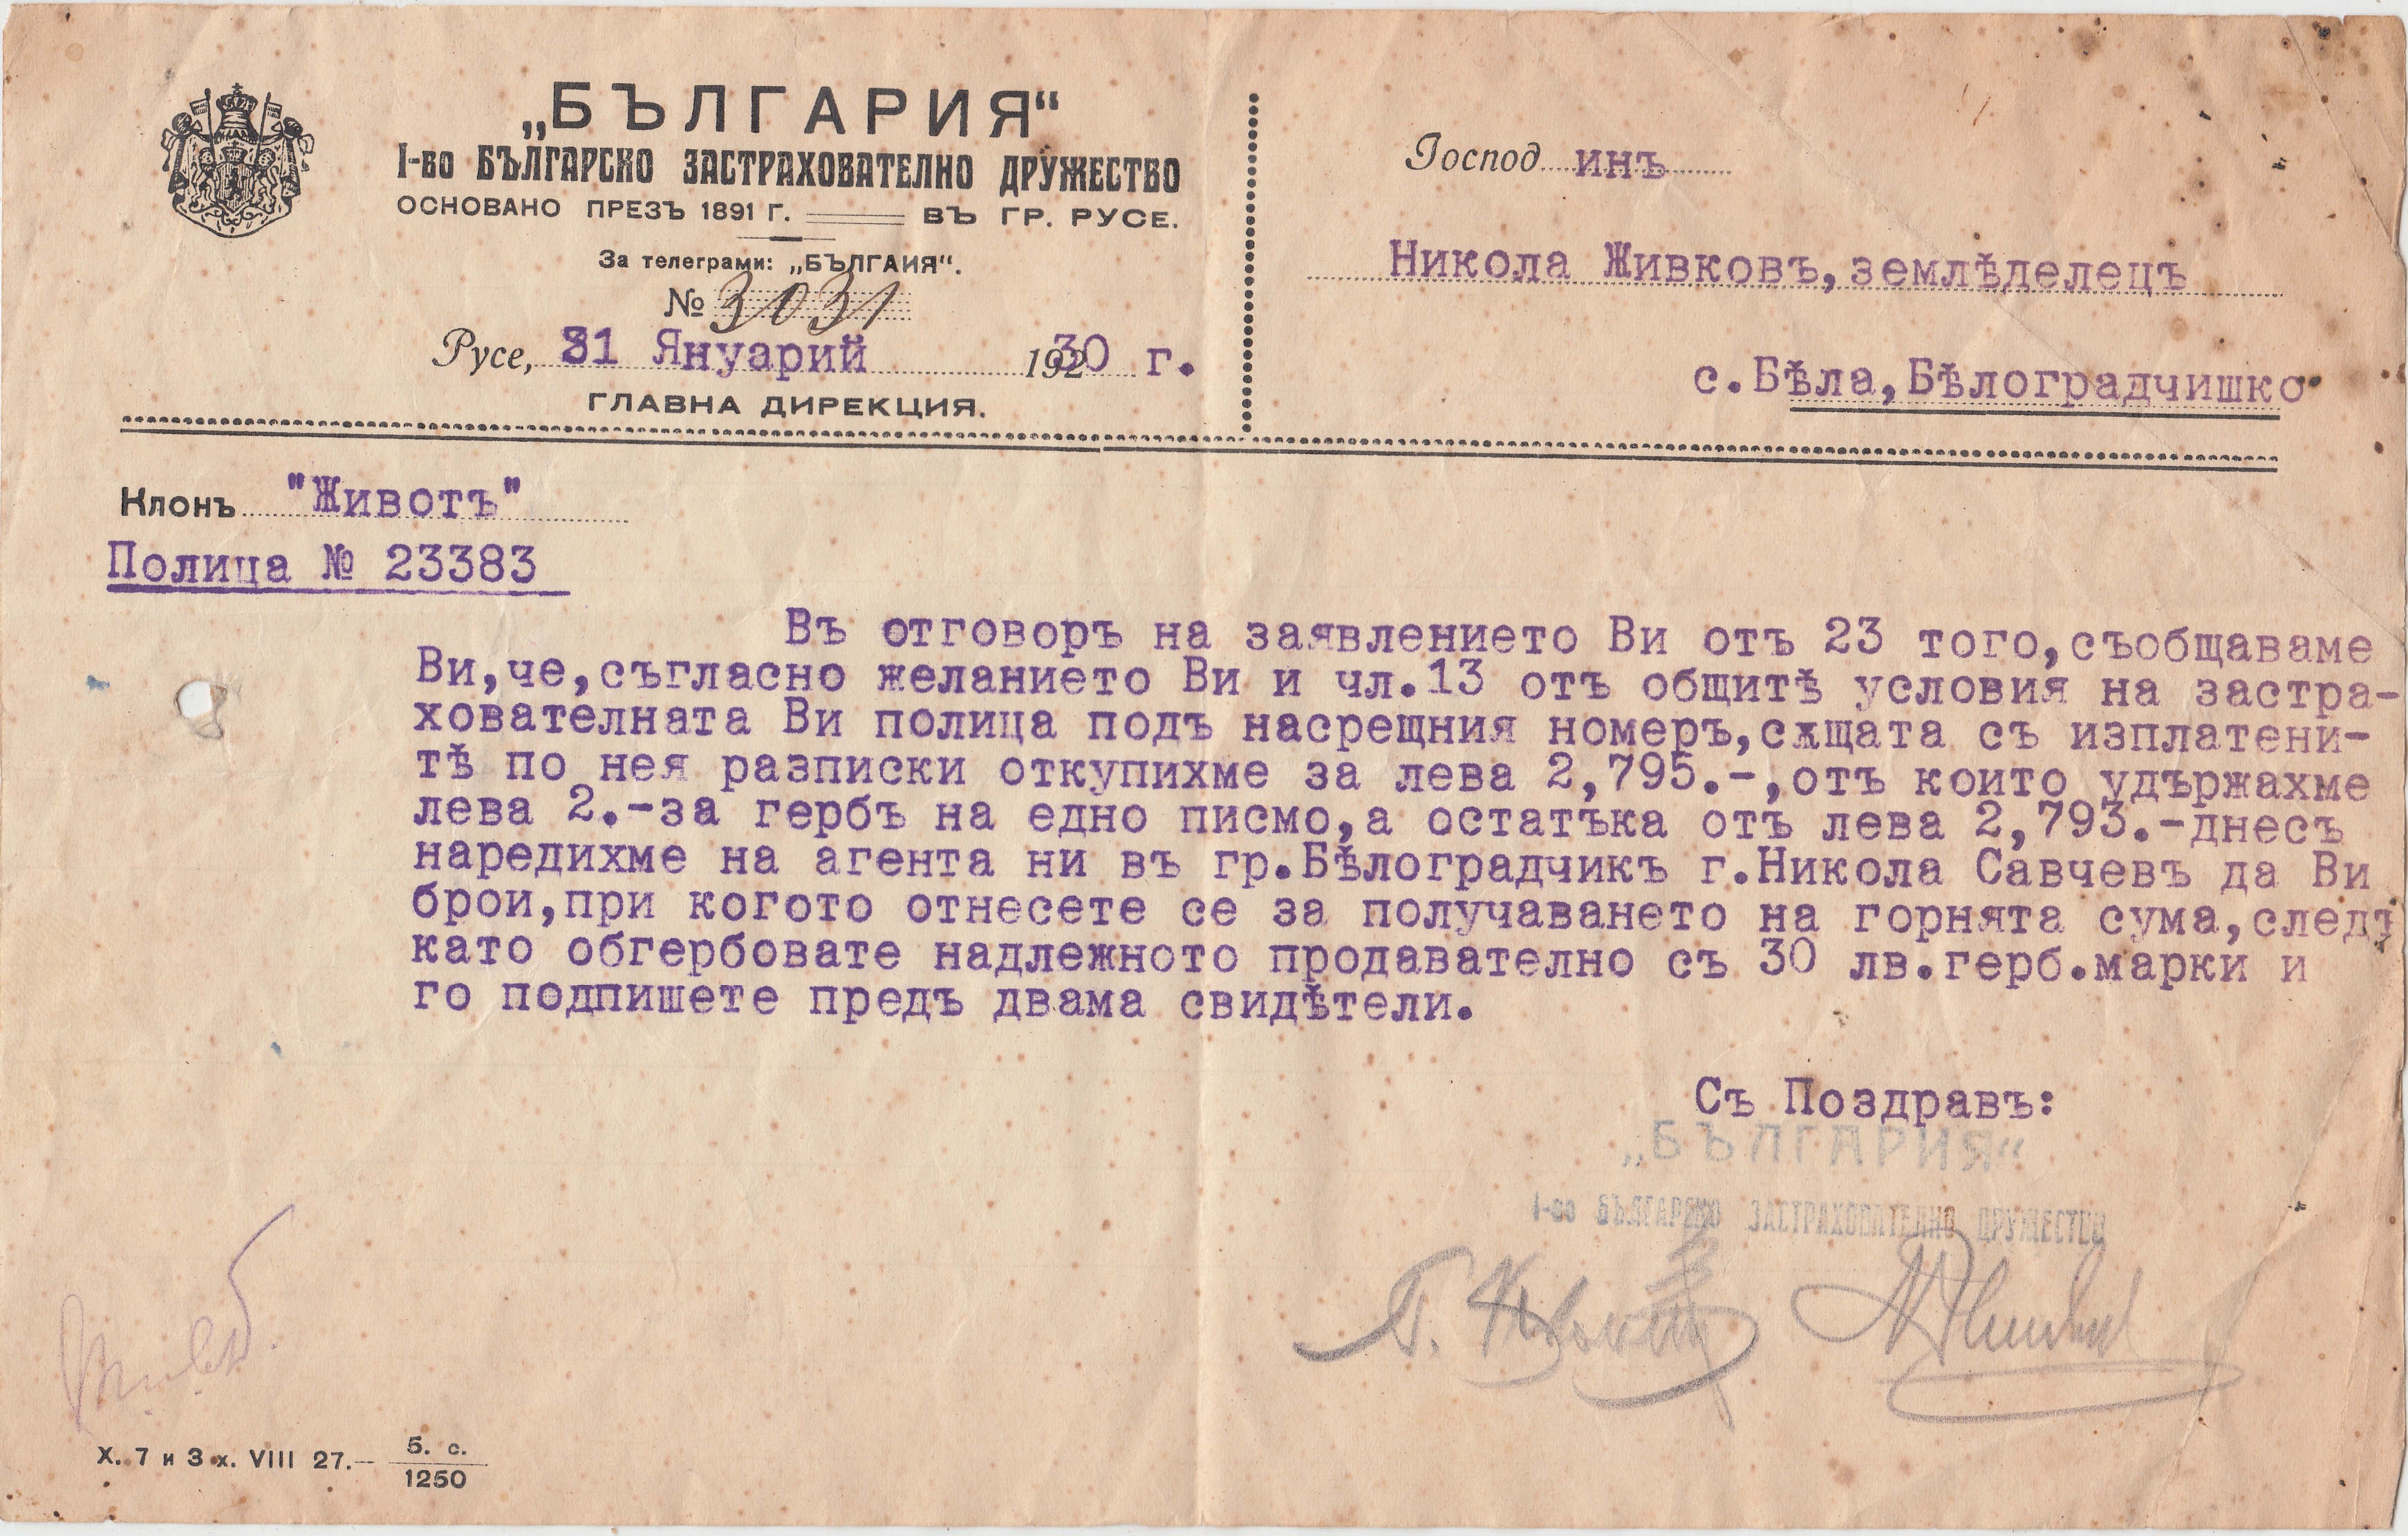 „БЪЛГАРИЯ“
I-во БЪЛГАРСКО ЗАСТРАХОВАТЕЛНО ДРУЖЕСТВО
ОСНОВАНО ПРЕЗЪ 1891 Г. ВЪ ГР. РУСЕ.
За телеграми: „БЪЛГАИЯ“.
№ 3031
Русе, 31 Януарий 1930 г.
ГЛАВНА ДИРЕКЦИЯ.
Господ инъ
Никола Живковъ,землѣделецъ
с.Бѣла,Бѣлоградчишко
Клонъ "Животъ"
Полица № 23383
Въ отговоръ на заявлението Ви отъ 23 того,съобщаваме
Ви,че,съгласно желанието Ви и чл.13 отъ общитѣ условия на застра-
хователната Ви полица подъ насрещния номеръ,сѫщата съ изплатени-
тѣ по нея разписки откупихме за лева 2,795.-,отъ които удържахме
лева 2.-за гербъ на едно писмо,а остатъка отъ лева 2,793.-днесъ
наредихме на агента ни въ гр.Бѣлоградчикъ г.Никола Савчевъ да Ви
брои,при когото отнесете се за получаването на горнята сума,следъ
като обгербовате надлежното продавателно съ 30 лв.герб.марки и
го подпишете предъ двама свидѣтели.
Съ Поздравъ:
„БЪЛГАРИЯ“
I-во БЪЛГАРСКО ЗАСТРАХОВАТЕЛНО ДРУЖЕСТВО
X. 7 и 3 х. VIII 27.— 5. с.
1250